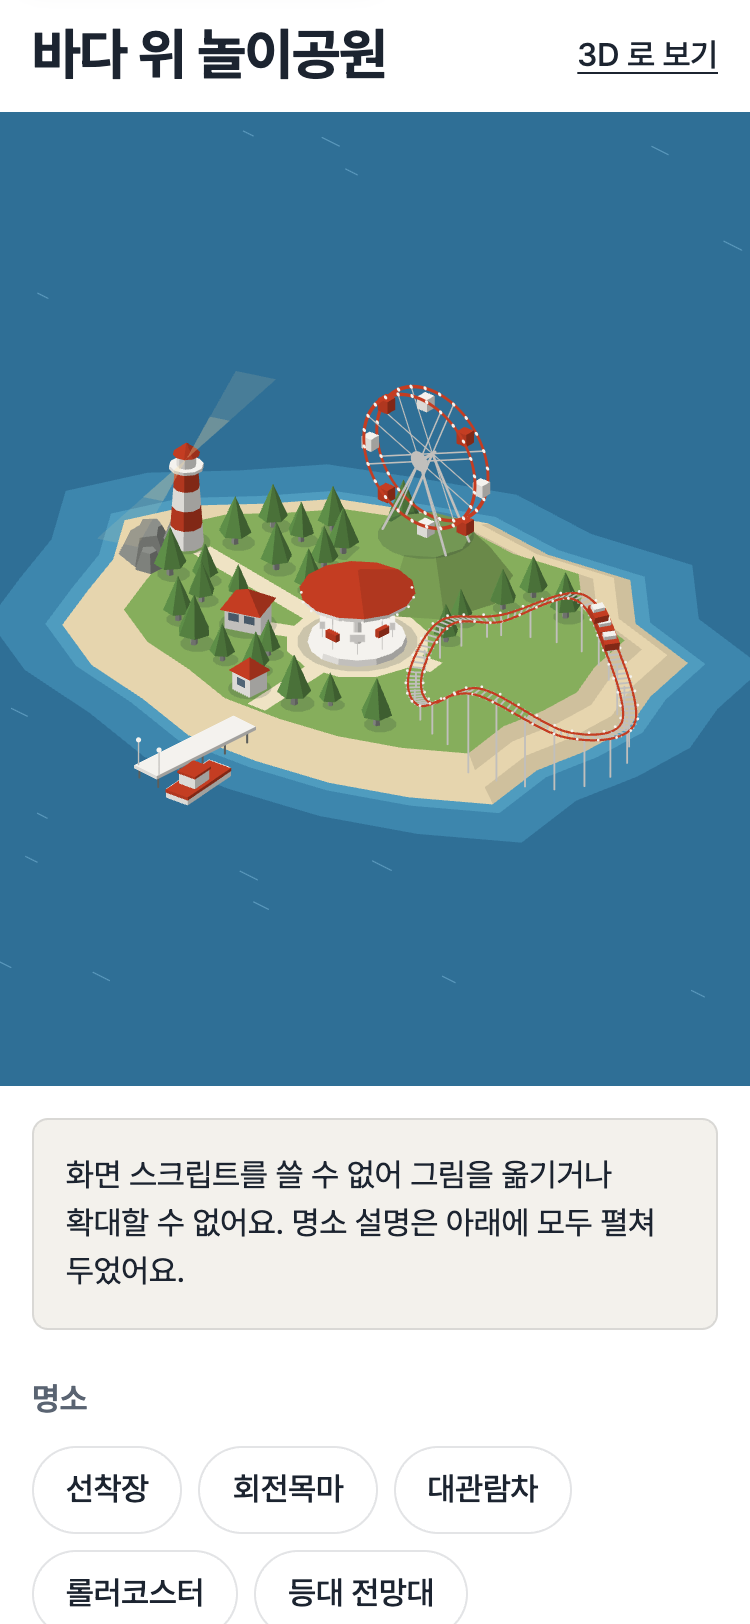 바다 위 놀이공원
3D 로 보기
화면 스크립트를 쓸 수 없어 그림을 옮기거나
확대할 수 없어요. 명소 설명은 아래에 모두 펼쳐
두었어요.
명소
선착장
회전목마
대관람차
롤러코스터
등대 전망대